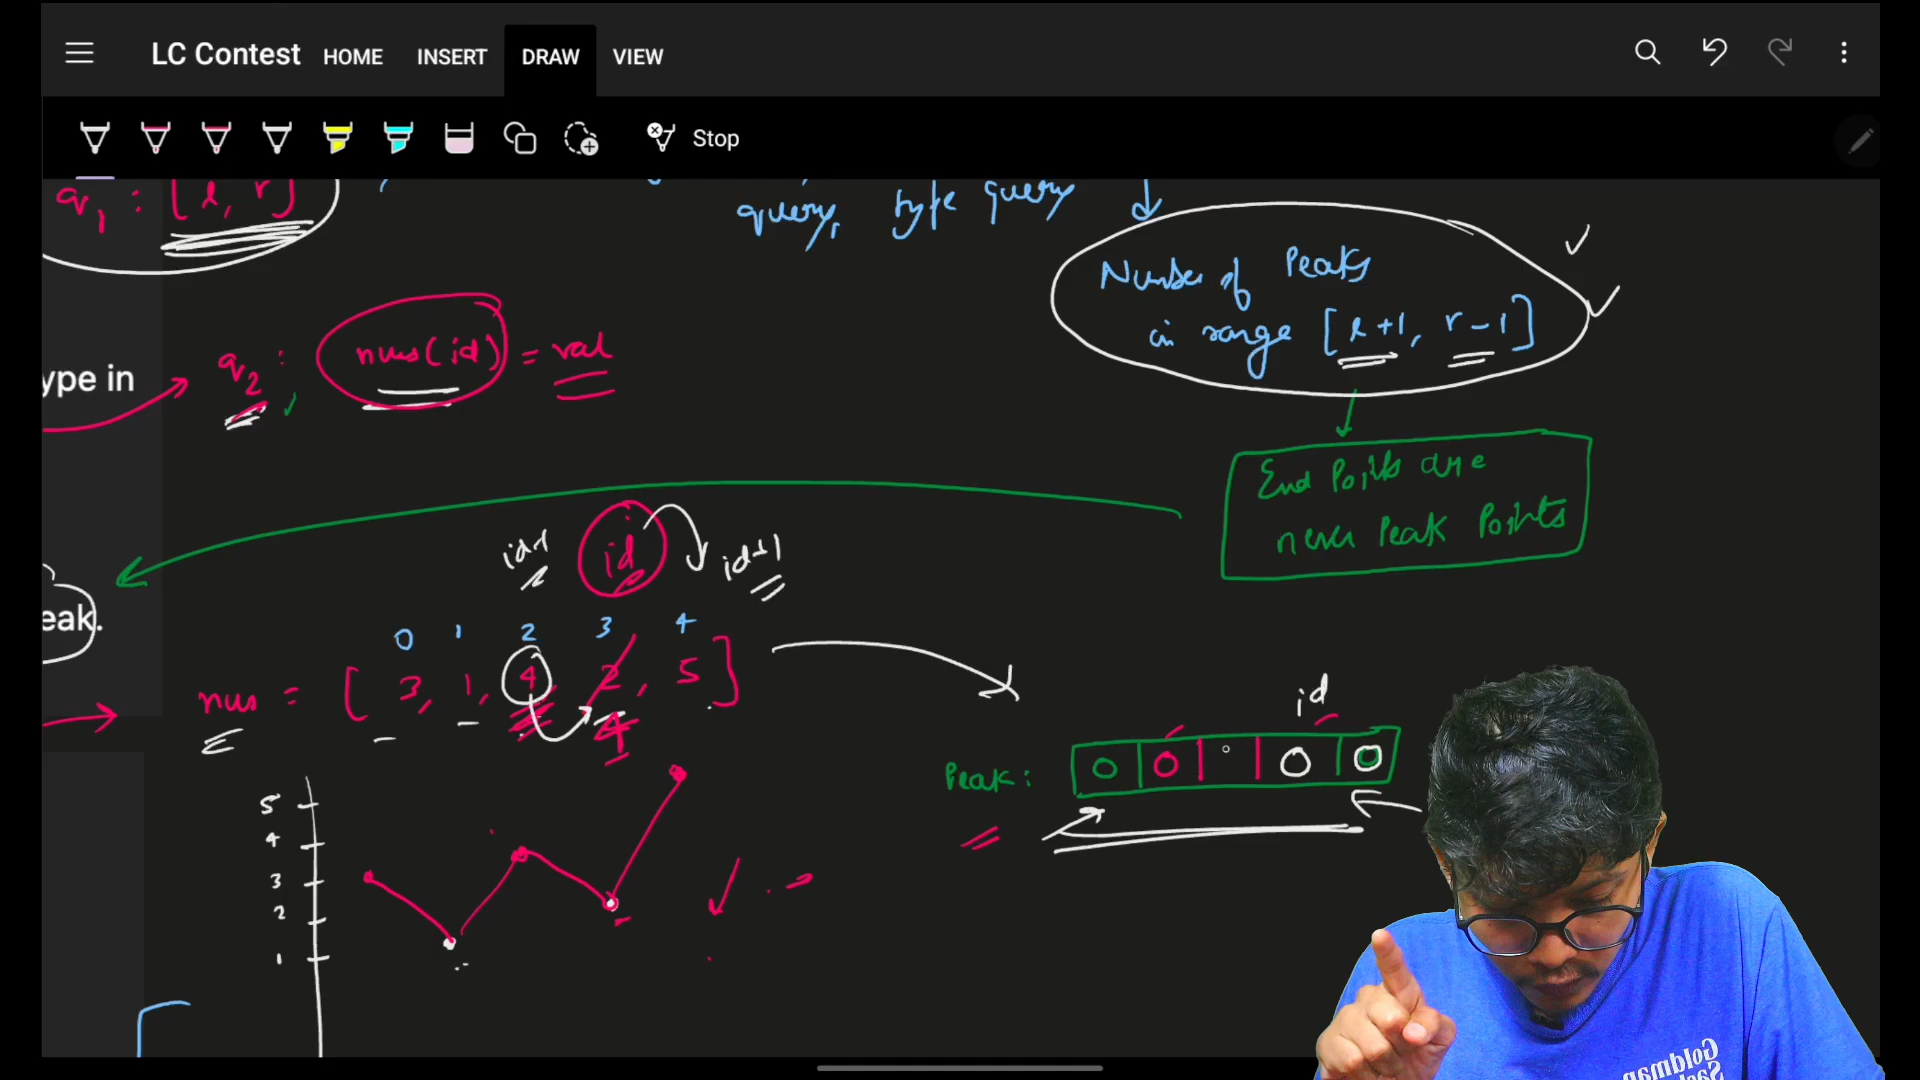 LC Contest HOME INSERT DRAW VIEW
Stop
q1 : [l, r]
query, type query
Number of Peaks
in range [l+1, r-1]
q2 : nums(id) = val
ype in
End Points are
never Peak Points
id-1 id id+1
eak.
0 1 2 3 4
nus = [3, 1, 4, 2, 5]
4
id
Peak: 0 0 0 0
5
4
3
2
1
Goldman
Sac